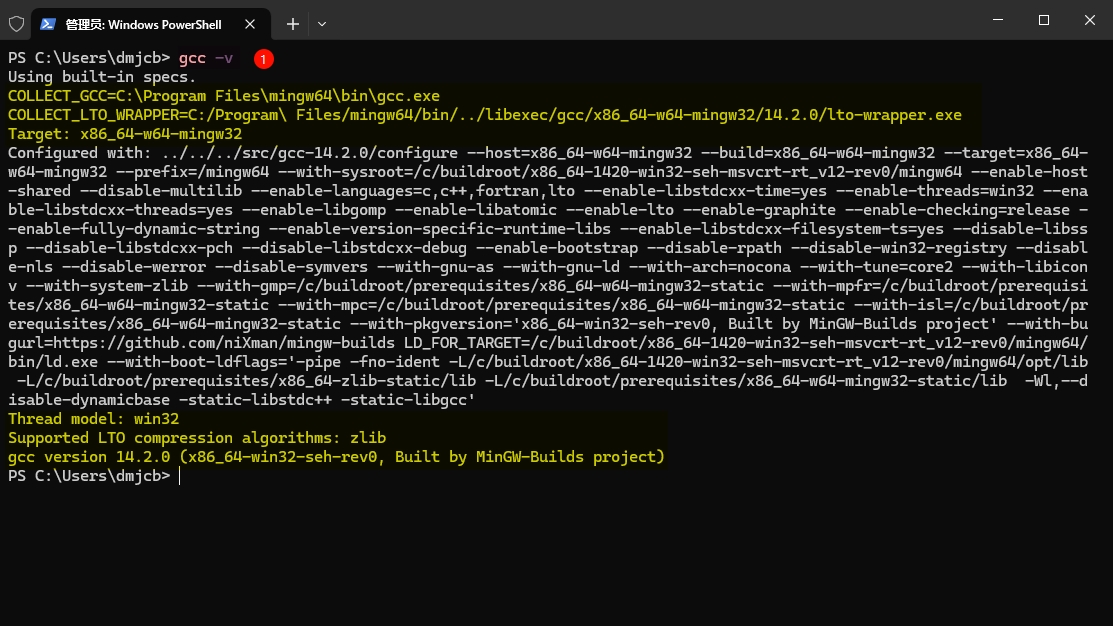 管理员: Windows PowerShell
PS C:\Users\dmjcb> gcc -v 1
Using built-in specs.
COLLECT_GCC=C:\Program Files\mingw64\bin\gcc.exe
COLLECT_LTO_WRAPPER=C:/Program\ Files/mingw64/bin/../libexec/gcc/x86_64-w64-mingw32/14.2.0/lto-wrapper.exe
Target: x86_64-w64-mingw32
Configured with: ../../../src/gcc-14.2.0/configure --host=x86_64-w64-mingw32 --build=x86_64-w64-mingw32 --target=x86_64-
w64-mingw32 --prefix=/mingw64 --with-sysroot=/c/buildroot/x86_64-1420-win32-seh-msvcrt-rt_v12-rev0/mingw64 --enable-host
-shared --disable-multilib --enable-languages=c,c++,fortran,lto --enable-libstdcxx-time=yes --enable-threads=win32 --ena
ble-libstdcxx-threads=yes --enable-libgomp --enable-libatomic --enable-lto --enable-graphite --enable-checking=release -
-enable-fully-dynamic-string --enable-version-specific-runtime-libs --enable-libstdcxx-filesystem-ts=yes --disable-libss
p --disable-libstdcxx-pch --disable-libstdcxx-debug --enable-bootstrap --disable-rpath --disable-win32-registry --disabl
e-nls --disable-werror --disable-symvers --with-gnu-as --with-gnu-ld --with-arch=nocona --with-tune=core2 --with-libicon
v --with-system-zlib --with-gmp=/c/buildroot/prerequisites/x86_64-w64-mingw32-static --with-mpfr=/c/buildroot/prerequisi
tes/x86_64-w64-mingw32-static --with-mpc=/c/buildroot/prerequisites/x86_64-w64-mingw32-static --with-isl=/c/buildroot/pr
erequisites/x86_64-w64-mingw32-static --with-pkgversion='x86_64-win32-seh-rev0, Built by MinGW-Builds project' --with-bu
gurl=https://github.com/niXman/mingw-builds LD_FOR_TARGET=/c/buildroot/x86_64-1420-win32-seh-msvcrt-rt_v12-rev0/mingw64/
bin/ld.exe --with-boot-ldflags='-pipe -fno-ident -L/c/buildroot/x86_64-1420-win32-seh-msvcrt-rt_v12-rev0/mingw64/opt/lib
 -L/c/buildroot/prerequisites/x86_64-zlib-static/lib -L/c/buildroot/prerequisites/x86_64-w64-mingw32-static/lib  -Wl,--d
isable-dynamicbase -static-libstdc++ -static-libgcc'
Thread model: win32
Supported LTO compression algorithms: zlib
gcc version 14.2.0 (x86_64-win32-seh-rev0, Built by MinGW-Builds project)
PS C:\Users\dmjcb>